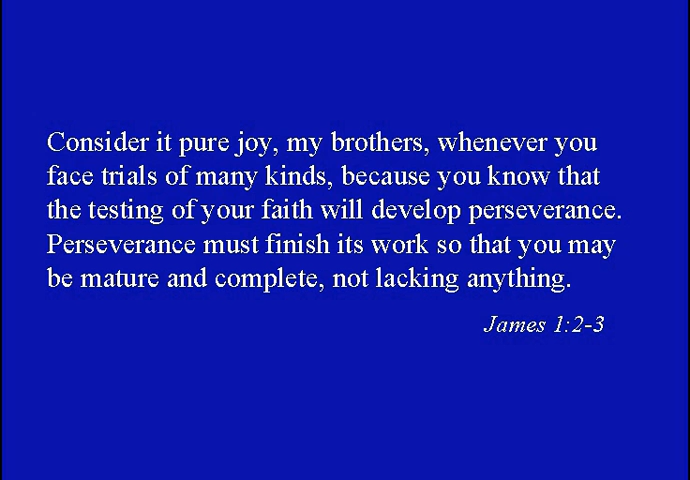 Consider it pure joy, my brothers, whenever you
face trials of many kinds, because you know that
the testing of your faith will develop perseverance.
Perseverance must finish its work so that you may
be mature and complete, not lacking anything.
James 1:2-3